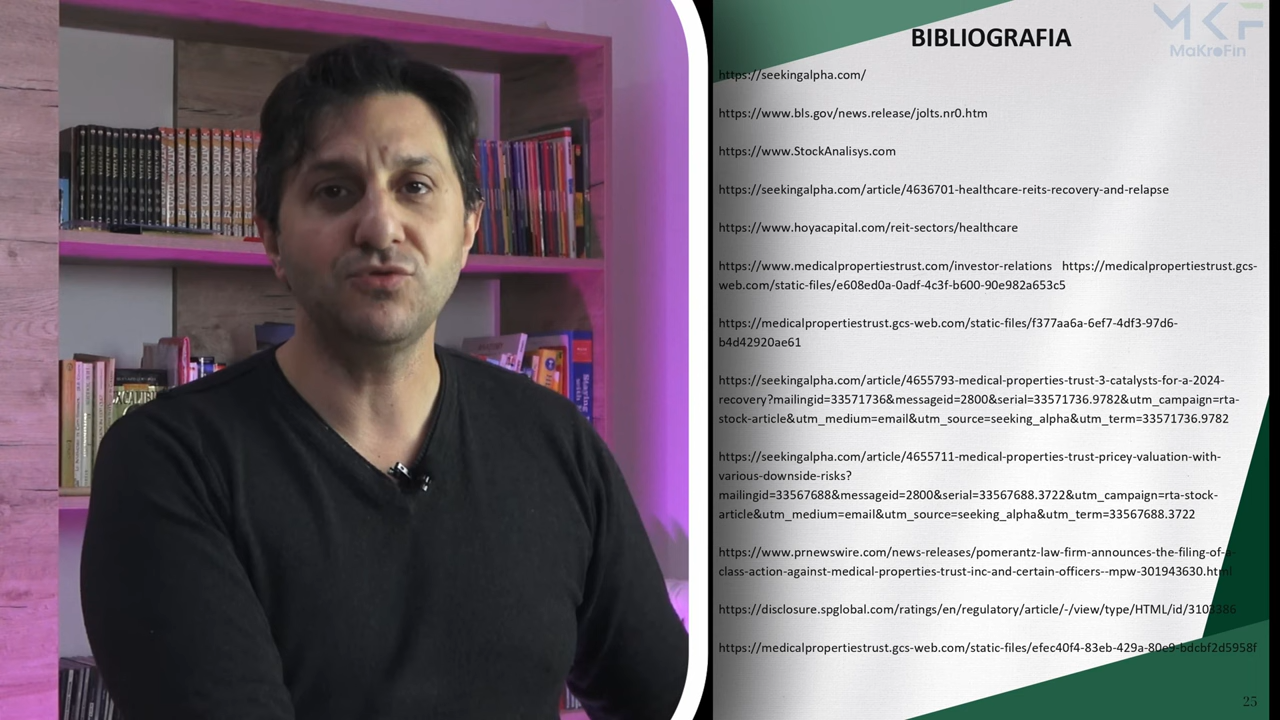 MKF
MaKroFin
BIBLIOGRAFIA
https://seekingalpha.com/
https://www.bls.gov/news.release/jolts.nr0.htm
https://www.StockAnalisys.com
https://seekingalpha.com/article/4636701-healthcare-reits-recovery-and-relapse
https://www.hoyacapital.com/reit-sectors/healthcare
https://www.medicalpropertiestrust.com/investor-relations https://medicalpropertiestrust.gcs-
web.com/static-files/e608ed0a-0adf-4c3f-b600-90e982a653c5
https://medicalpropertiestrust.gcs-web.com/static-files/f377aa6a-6ef7-4df3-97d6-
b4d42920ae61
https://seekingalpha.com/article/4655793-medical-properties-trust-3-catalysts-for-a-2024-
recovery?mailingid=33571736&messageid=2800&serial=33571736.9782&utm_campaign=rta-
stock-article&utm_medium=email&utm_source=seeking_alpha&utm_term=33571736.9782
https://seekingalpha.com/article/4655711-medical-properties-trust-pricey-valuation-with-
various-downside-risks?
mailingid=33567688&messageid=2800&serial=33567688.3722&utm_campaign=rta-stock-
article&utm_medium=email&utm_source=seeking_alpha&utm_term=33567688.3722
https://www.prnewswire.com/news-releases/pomerantz-law-firm-announces-the-filing-of-a-
class-action-against-medical-properties-trust-inc-and-certain-officers--mpw-301943630.html
https://disclosure.spglobal.com/ratings/en/regulatory/article/-/view/type/HTML/id/3103386
https://medicalpropertiestrust.gcs-web.com/static-files/efec40f4-83eb-429a-80e9-bdcbf2d5958f
25